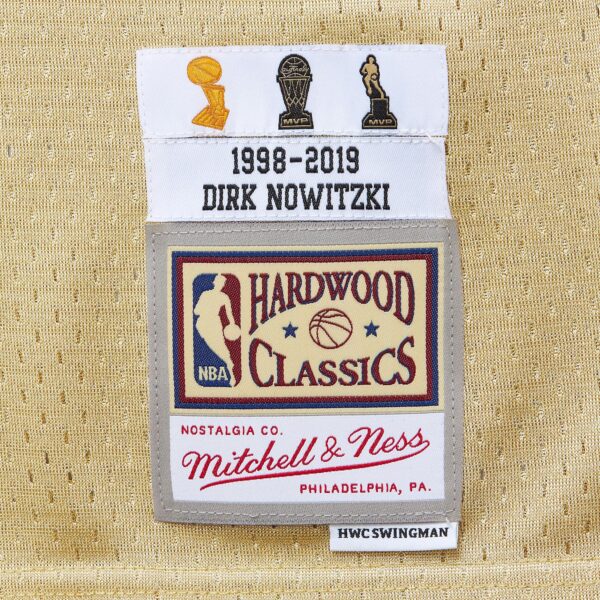 MVP MVP
1998-2019
DIRK NOWITZKI
HARDWOOD
NBA
CLASSICS
NOSTALGIA CO.
Mitchell & Ness
PHILADELPHIA, PA.
HWC SWINGMAN